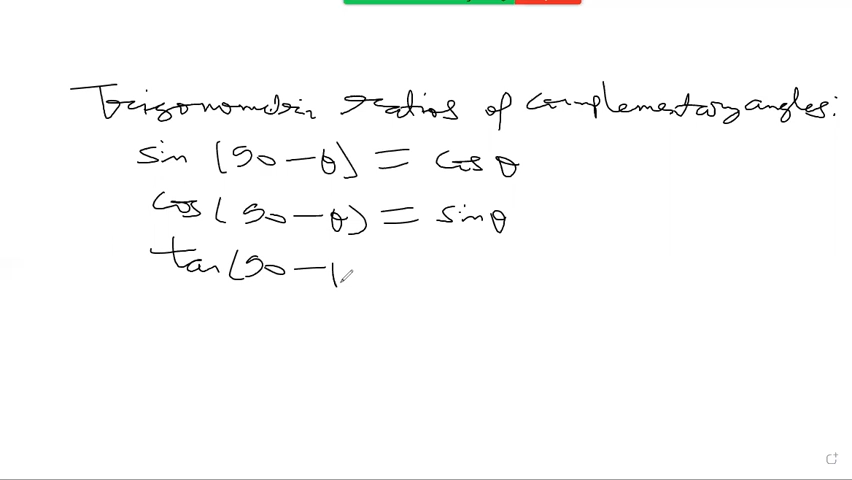 Trigonometric ratios of complementary angles:
sin (90 - θ) = cos θ
cos (90 - θ) = sin θ
tan (90 -